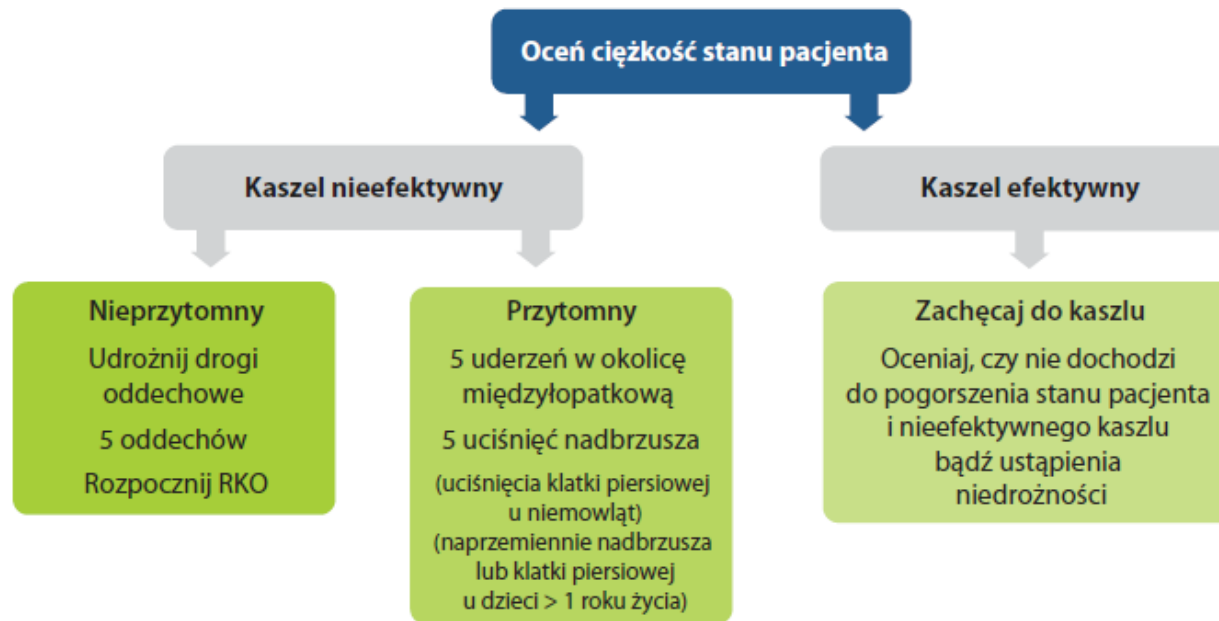 Oceń ciężkość stanu pacjenta
Kaszel nieefektywny
Kaszel efektywny
Nieprzytomny
Udrożnij drogi
oddechowe
5 oddechów
Rozpocznij RKO
Przytomny
5 uderzeń w okolicę
międzyłopatkową
5 uciśnięć nadbrzusza
(uciśnięcia klatki piersiowej
u niemowląt)
(naprzemiennie nadbrzusza
lub klatki piersiowej
u dzieci > 1 roku życia)
Zachęcaj do kaszlu
Oceniaj, czy nie dochodzi
do pogorszenia stanu pacjenta
i nieefektywnego kaszlu
bądź ustąpienia
niedrożności